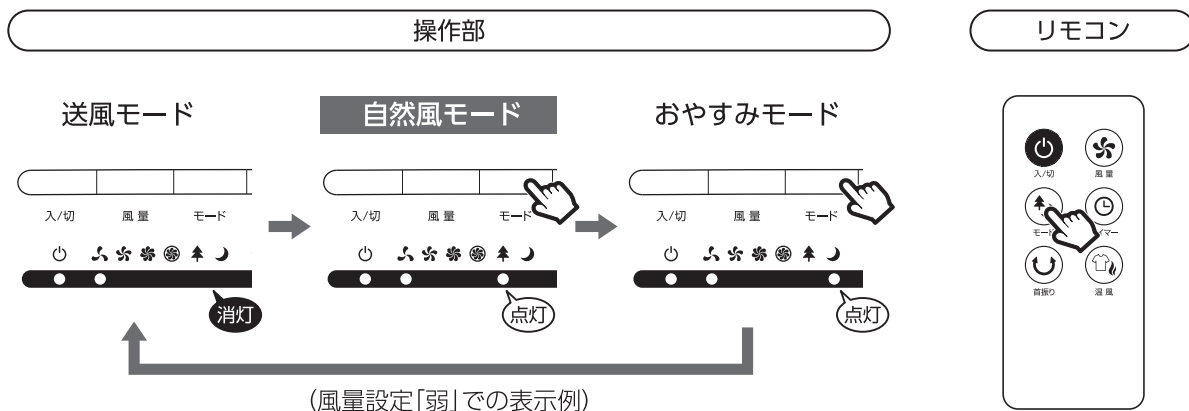 操作部
リモコン
送風モード
自然風モード
おやすみモード
入/切 風量 モード
入/切 風量 モード
入/切 風量 モード
消灯
点灯
点灯
(風量設定「弱」での表示例)
入/切
風量
モード
イマー
首振り
温風